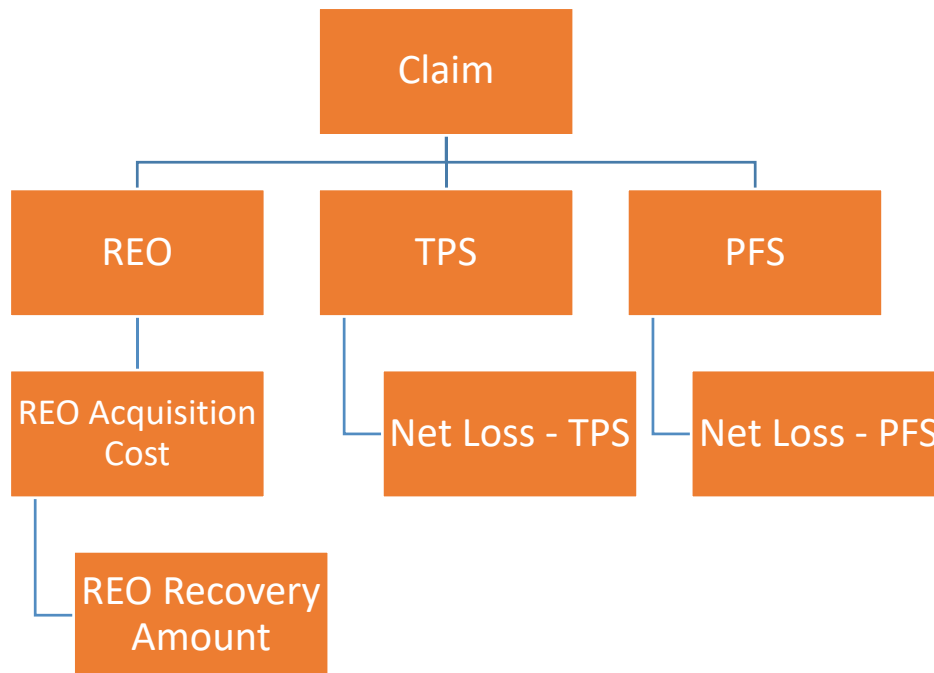 Claim
REO
TPS
PFS
REO Acquisition
Cost
Net Loss - TPS
Net Loss - PFS
REO Recovery
Amount